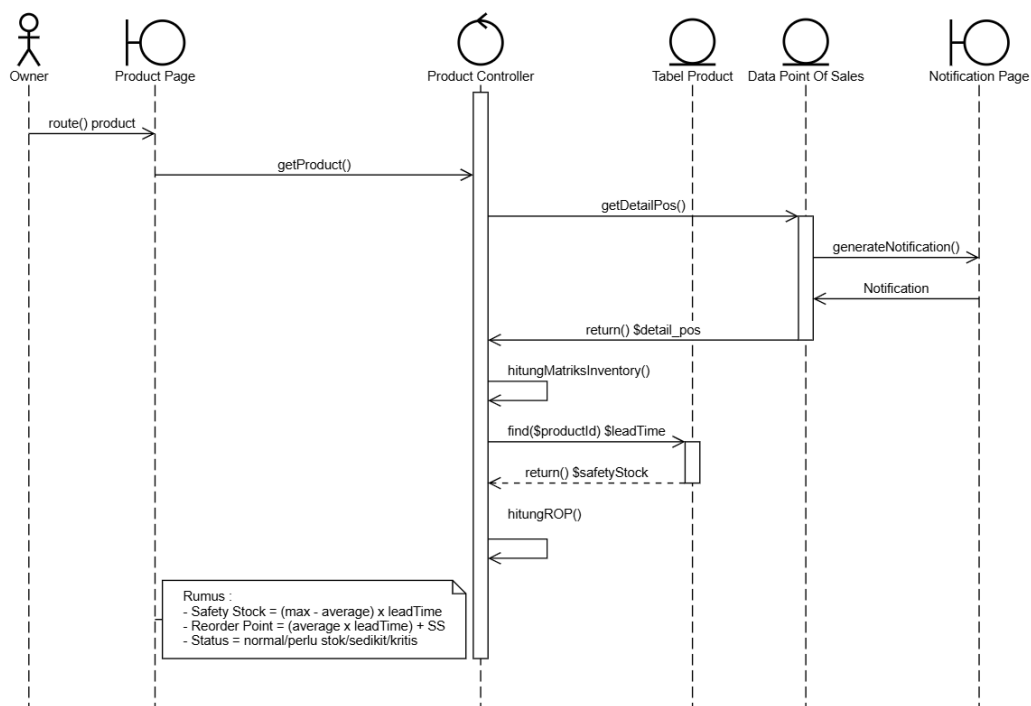 Owner
Product Page
Product Controller
Tabel Product
Data Point Of Sales
Notification Page
route() product
getProduct()
getDetailPos()
generateNotification()
Notification
return() $detail_pos
hitungMatriksInventory()
find($productId) $leadTime
return() $safetyStock
hitungROP()
Rumus :
- Safety Stock = (max - average) x leadTime
- Reorder Point = (average x leadTime) + SS
- Status = normal/perlu stok/sedikit/kritis